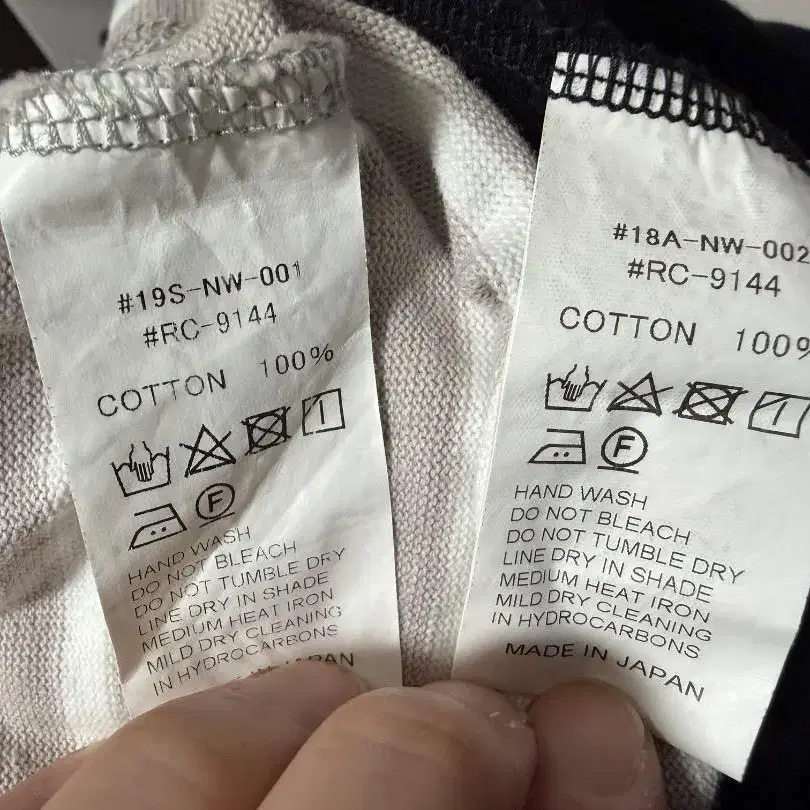 #19S-NW-001
#RC-9144
COTTON 100%
F
HAND WASH
DO NOT BLEACH
DO NOT TUMBLE DRY
LINE DRY IN SHADE
MEDIUM HEAT IRON
MILD DRY CLEANING
IN HYDROCARBONS
#18A-NW-002
#RC-9144
COTTON 100%
F
HAND WASH
DO NOT BLEACH
DO NOT TUMBLE DRY
LINE DRY IN SHADE
MEDIUM HEAT IRON
MILD DRY CLEANING
IN HYDROCARBONS
MADE IN JAPAN